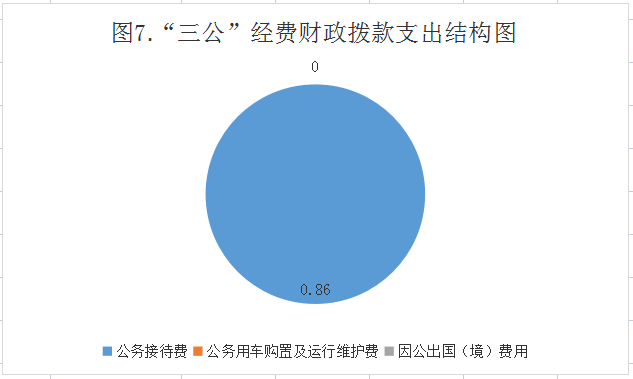 图7.“三公”经费财政拨款支出结构图
0
0.86
公务接待费 公务用车购置及运行维护费 因公出国（境）费用